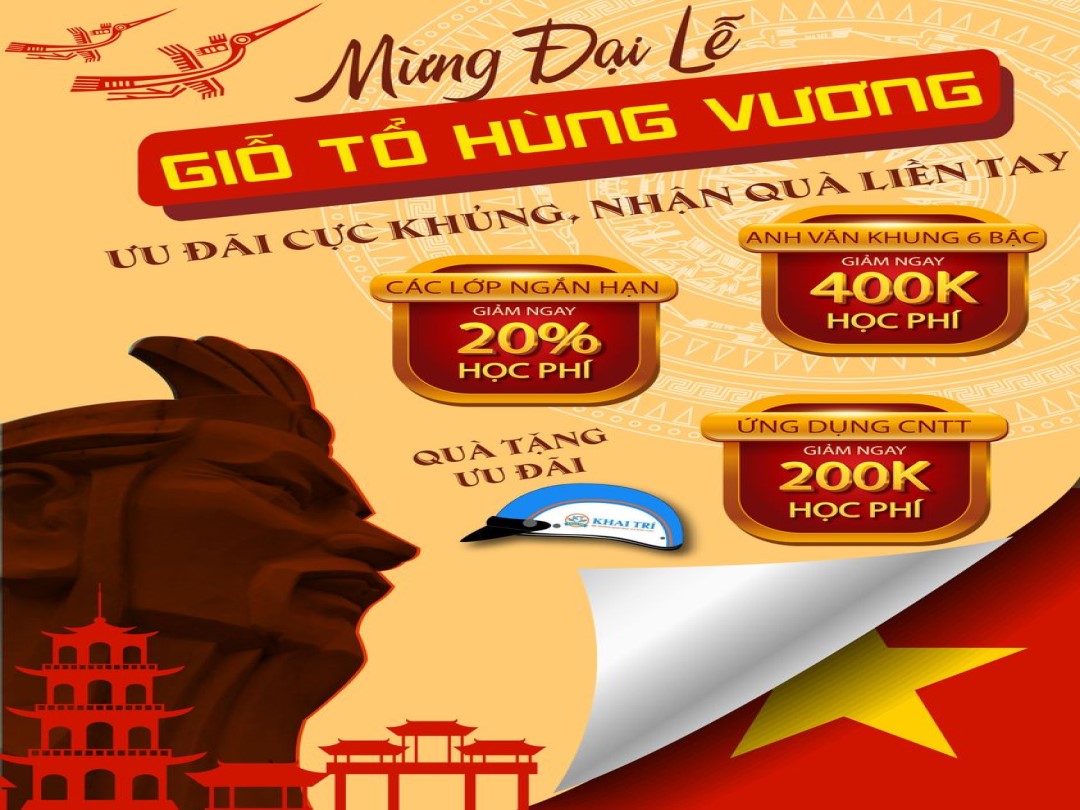 Mừng Đại Lễ
GIỖ TỔ HÙNG VƯƠNG
ƯU ĐÃI CỰC KHỦNG, NHẬN QUÀ LIỀN TAY
ANH VĂN KHUNG 6 BẬC
GIẢM NGAY
400K
HỌC PHÍ
CÁC LỚP NGẮN HẠN
GIẢM NGAY
20%
HỌC PHÍ
ỨNG DỤNG CNTT
GIẢM NGAY
200K
HỌC PHÍ
QUÀ TẶNG
ƯU ĐÃI
KHAI TRÍ